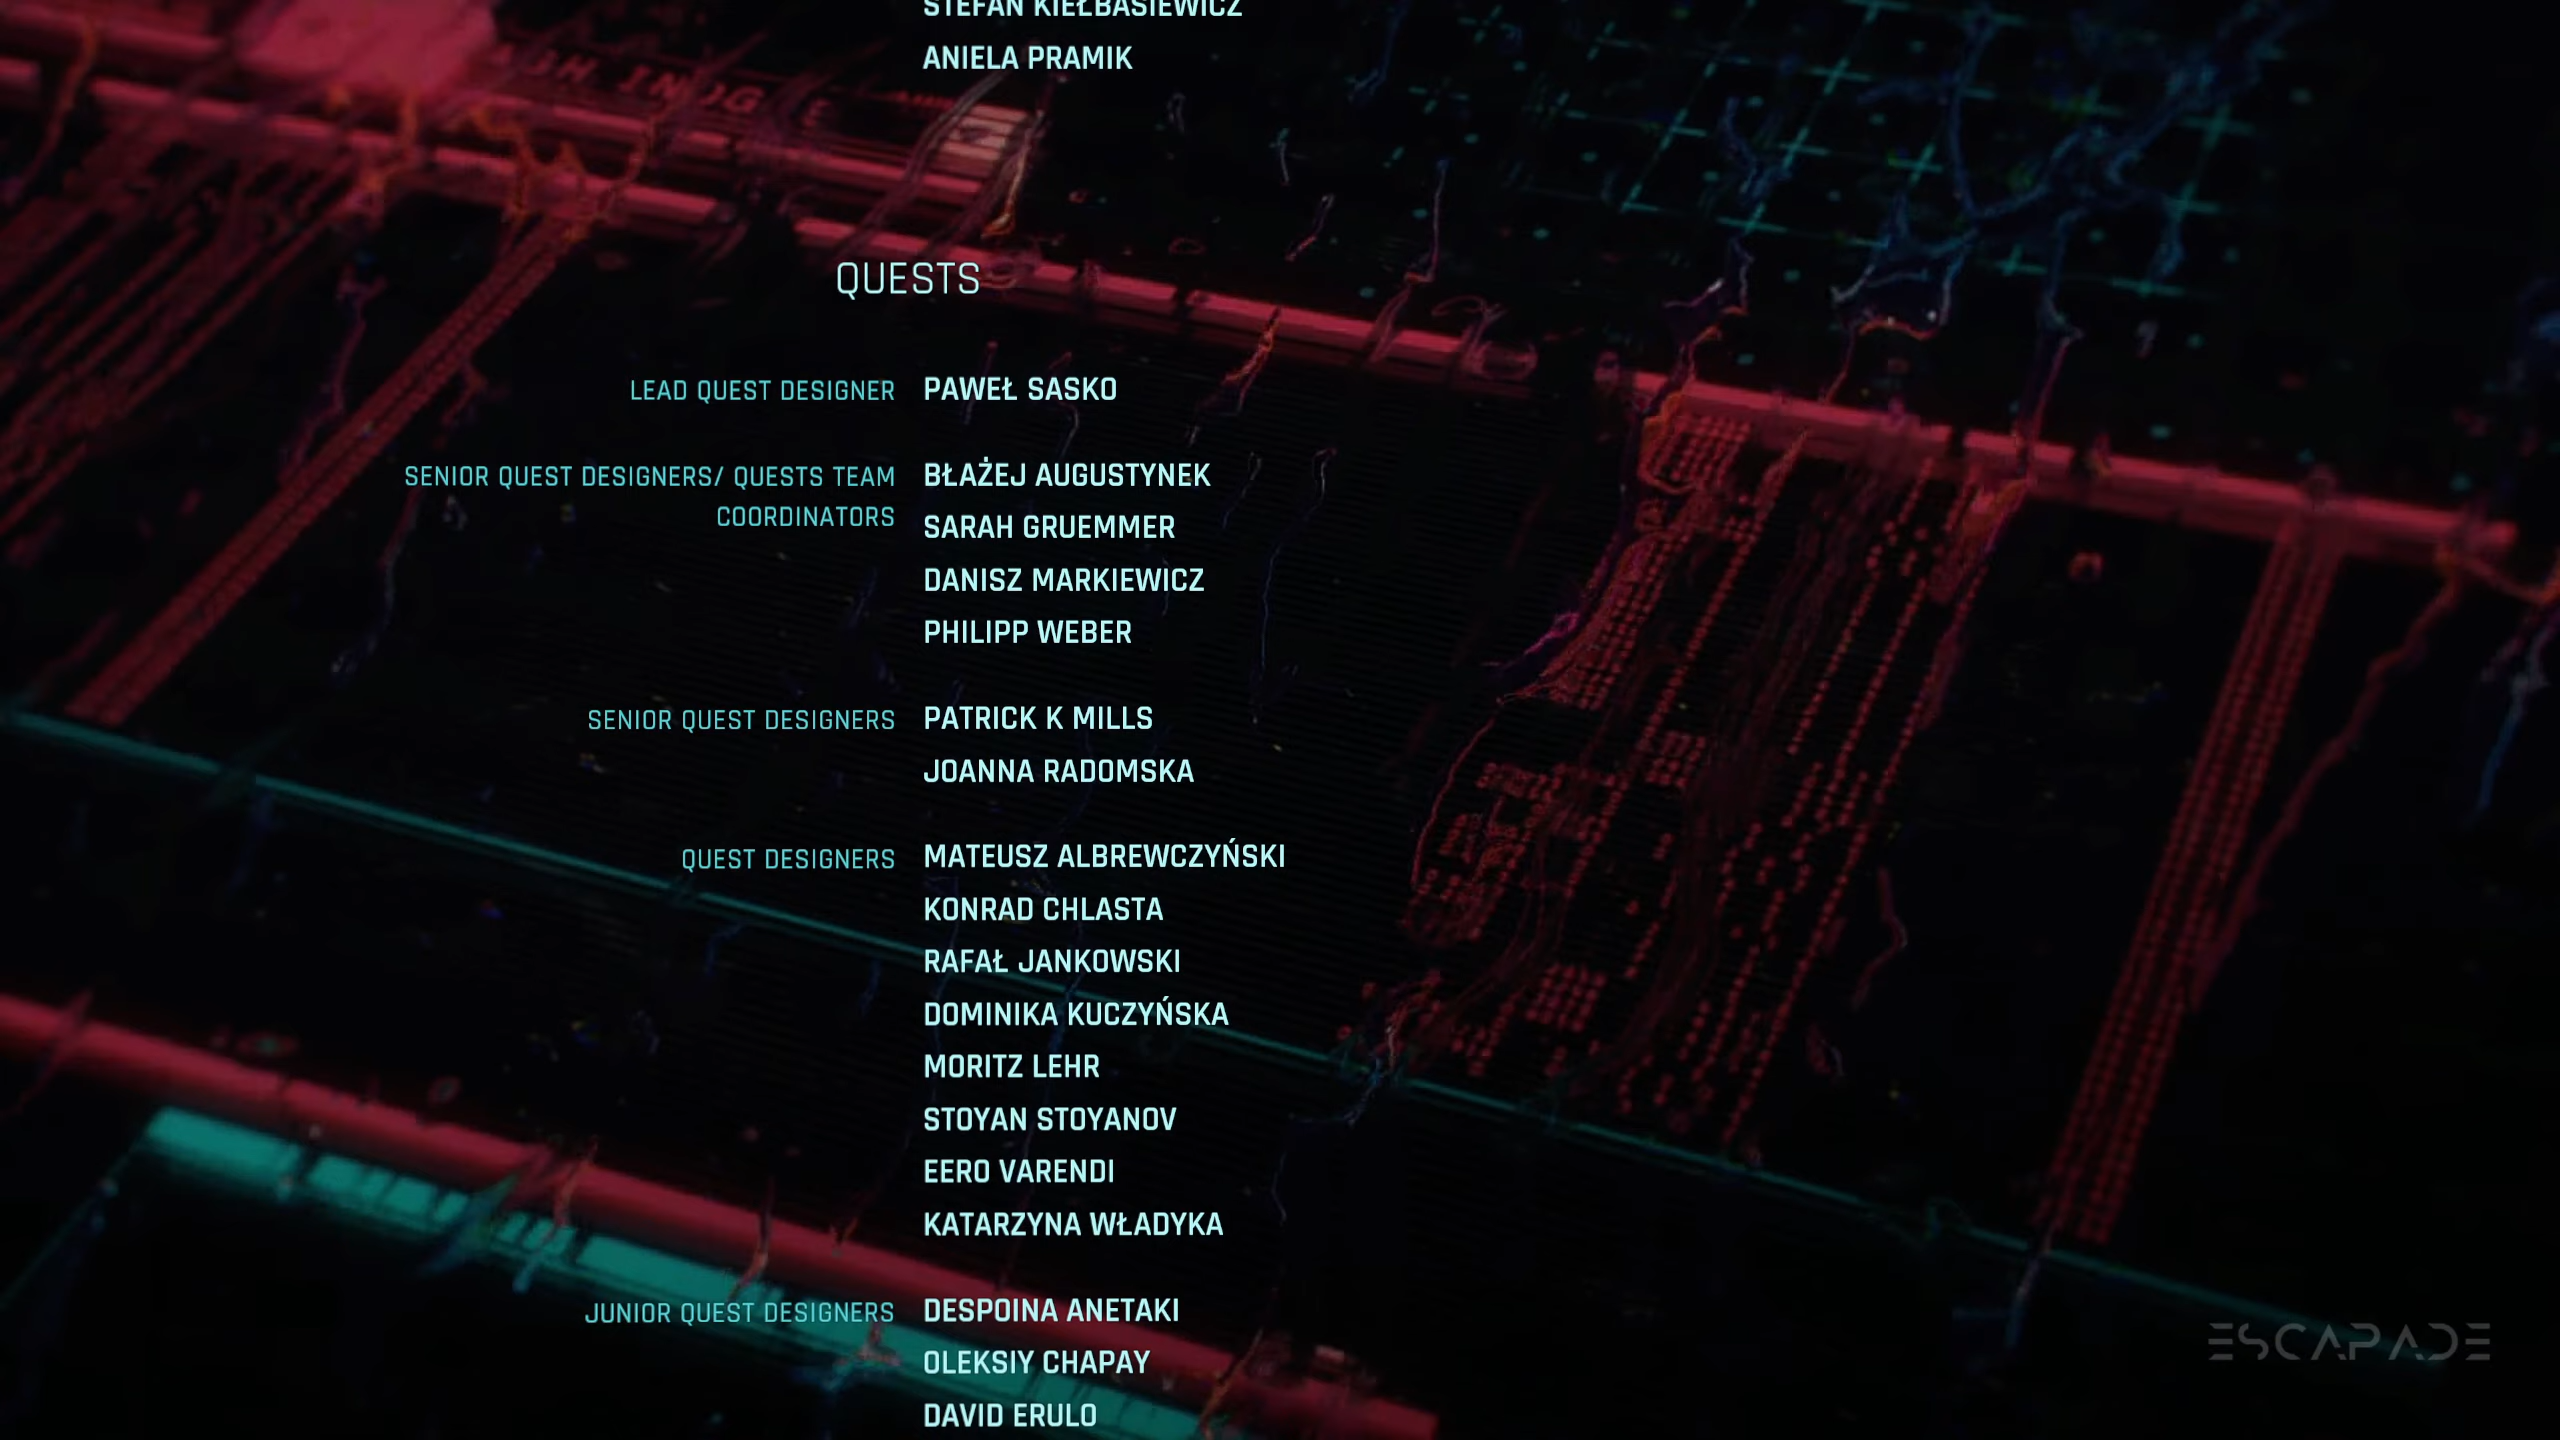 STEFAN KIEŁBASIEWICZ
ANIELA PRAMIK
QUESTS
LEAD QUEST DESIGNER PAWEŁ SASKO
SENIOR QUEST DESIGNERS/ QUESTS TEAM COORDINATORS BŁAŻEJ AUGUSTYNEK
SARAH GRUEMMER
DANISZ MARKIEWICZ
PHILIPP WEBER
SENIOR QUEST DESIGNERS PATRICK K MILLS
JOANNA RADOMSKA
QUEST DESIGNERS MATEUSZ ALBREWCZYŃSKI
KONRAD CHLASTA
RAFAŁ JANKOWSKI
DOMINIKA KUCZYŃSKA
MORITZ LEHR
STOYAN STOYANOV
EERO VARENDI
KATARZYNA WŁADYKA
JUNIOR QUEST DESIGNERS DESPOINA ANETAKI
OLEKSIY CHAPAY
DAVID ERULO
ESCAPADE